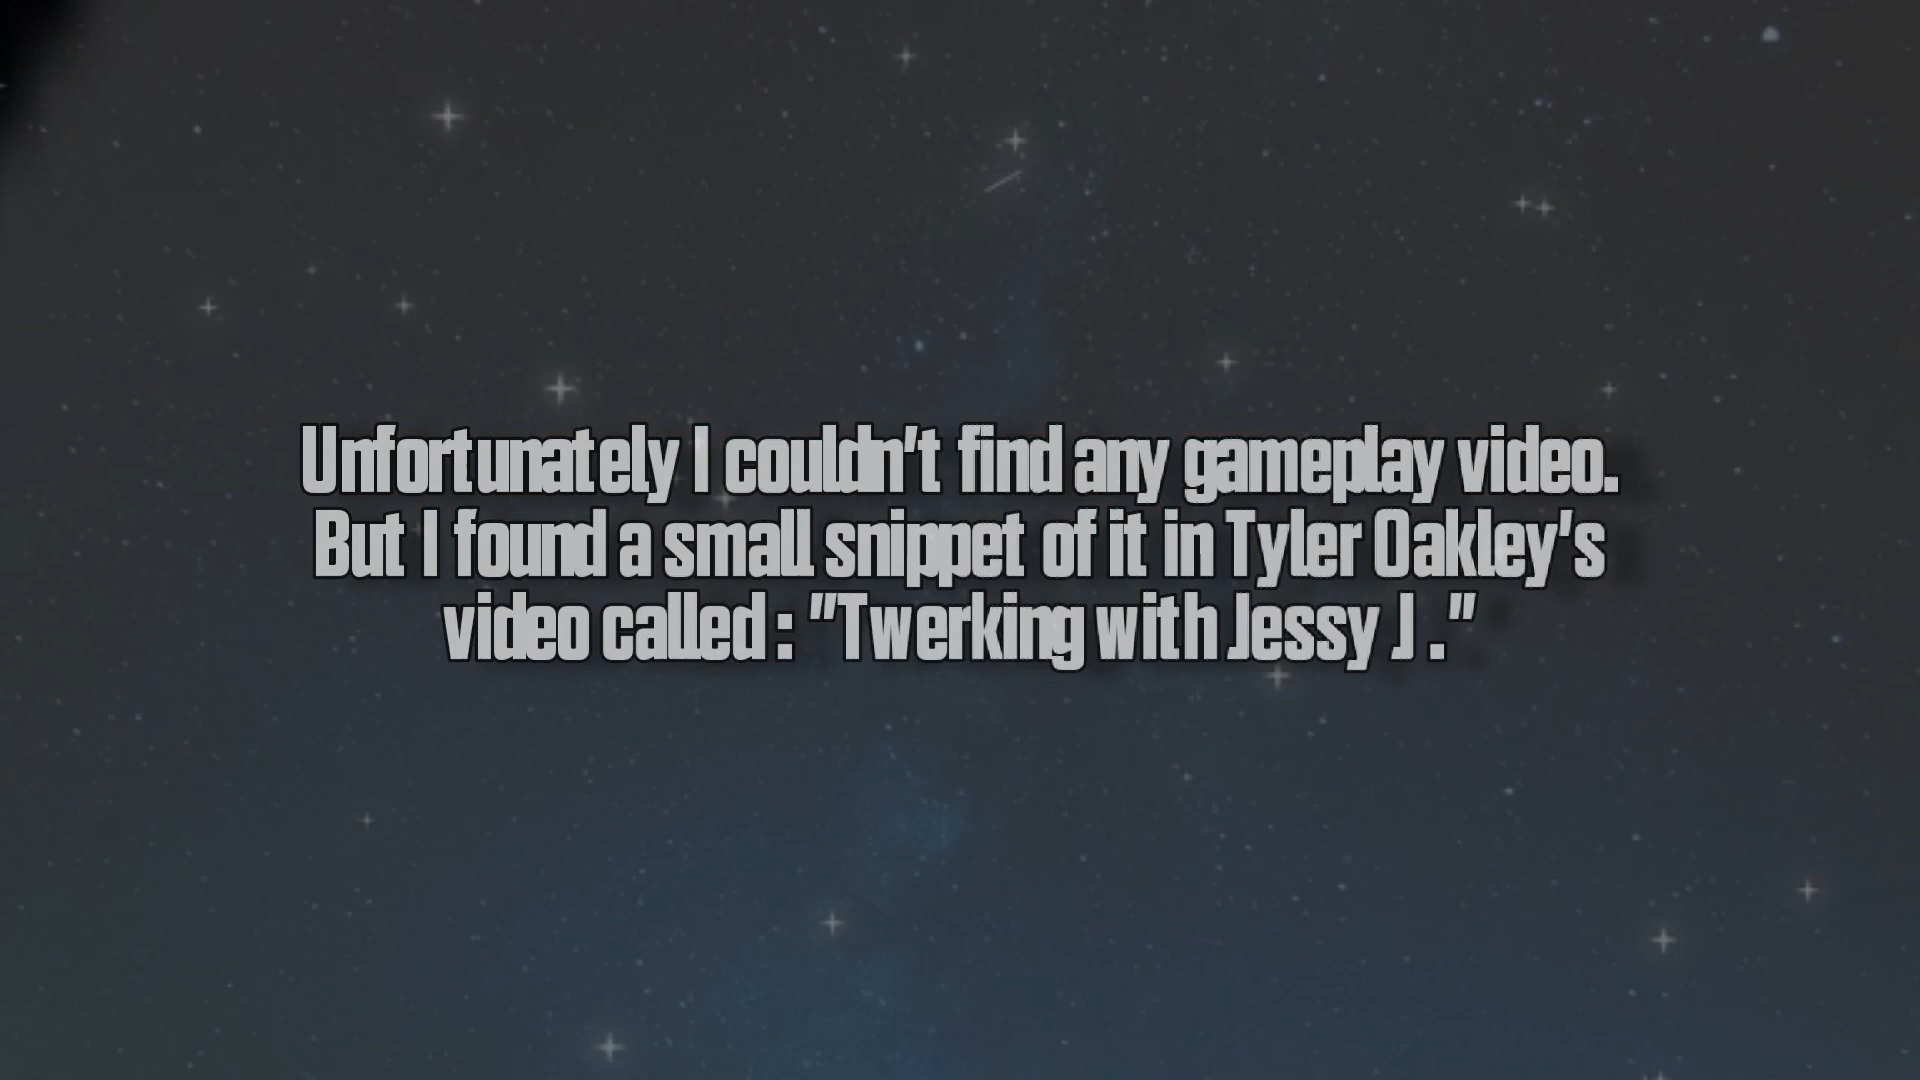 Unfortunately I couldn't find any gameplay video.
But I found a small snippet of it in Tyler Oakley's
video called : "Twerking with Jessy J ."